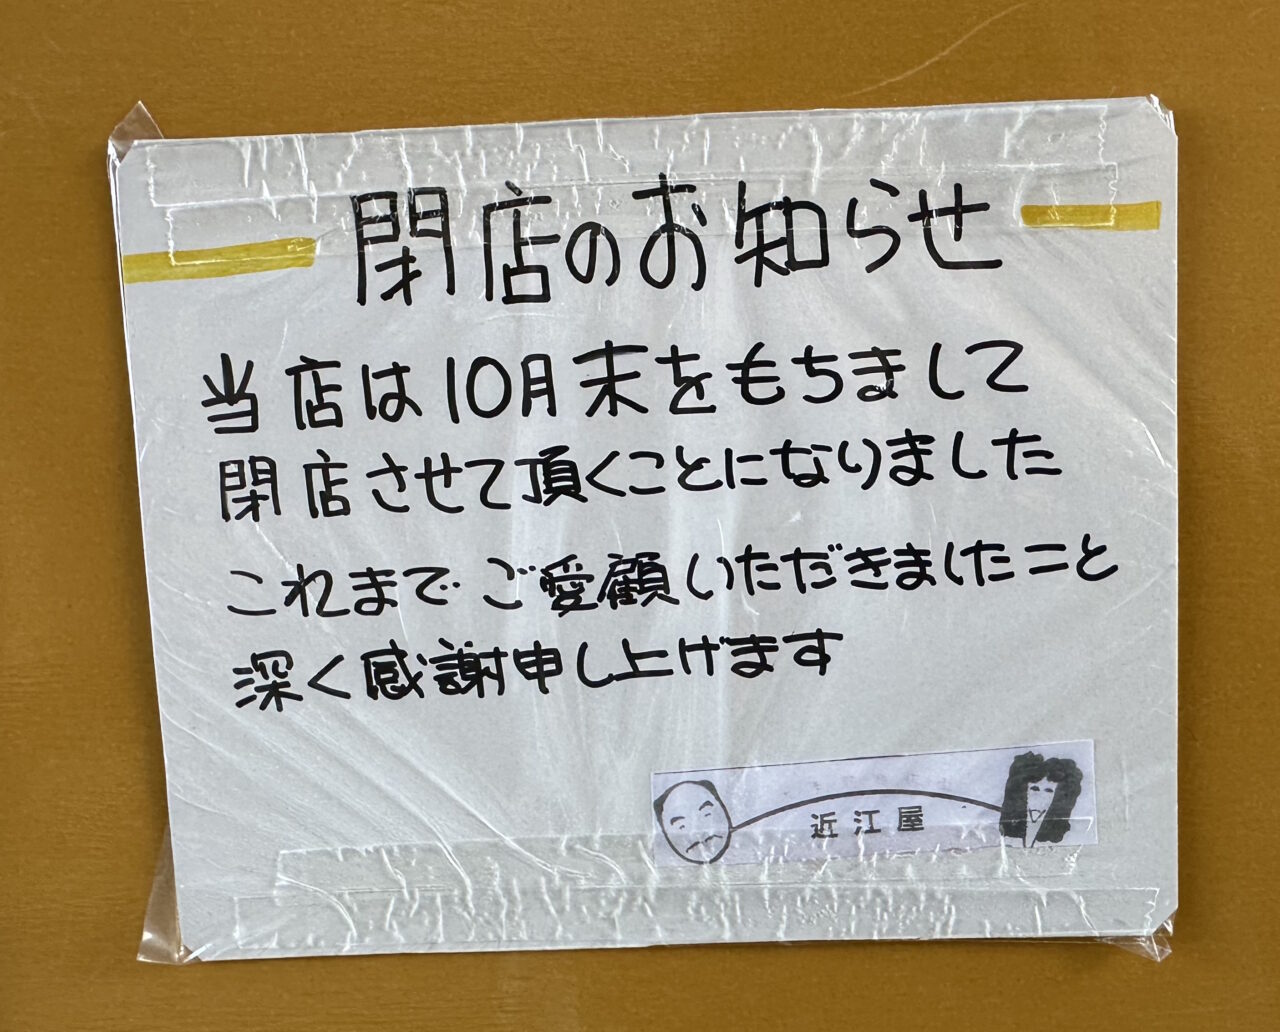 閉店のお知らせ
当店は10月末をもちまして
閉店させて頂くことになりました
これまでご愛顧いただきましたこと
深く感謝申し上げます
近江屋